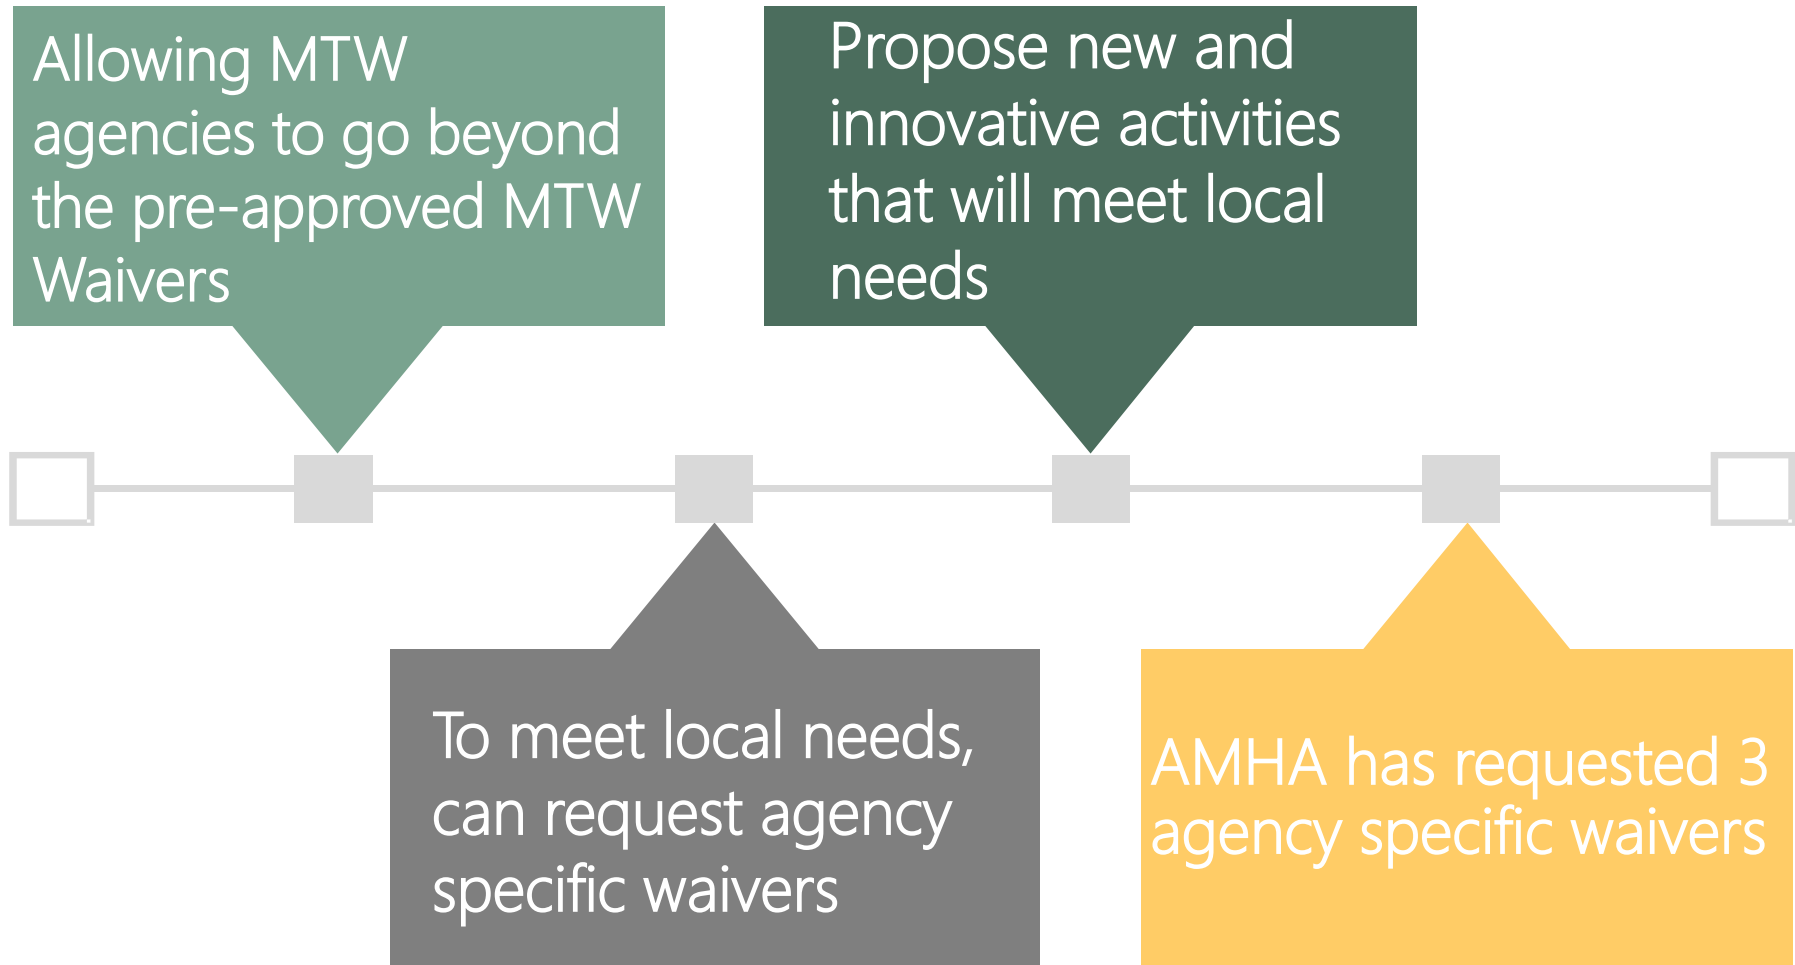 Allowing MTW
agencies to go beyond
the pre-approved MTW
Waivers
To meet local needs,
can request agency
specific waivers
Propose new and
innovative activities
that will meet local
needs
AMHA has requested 3
agency specific waivers